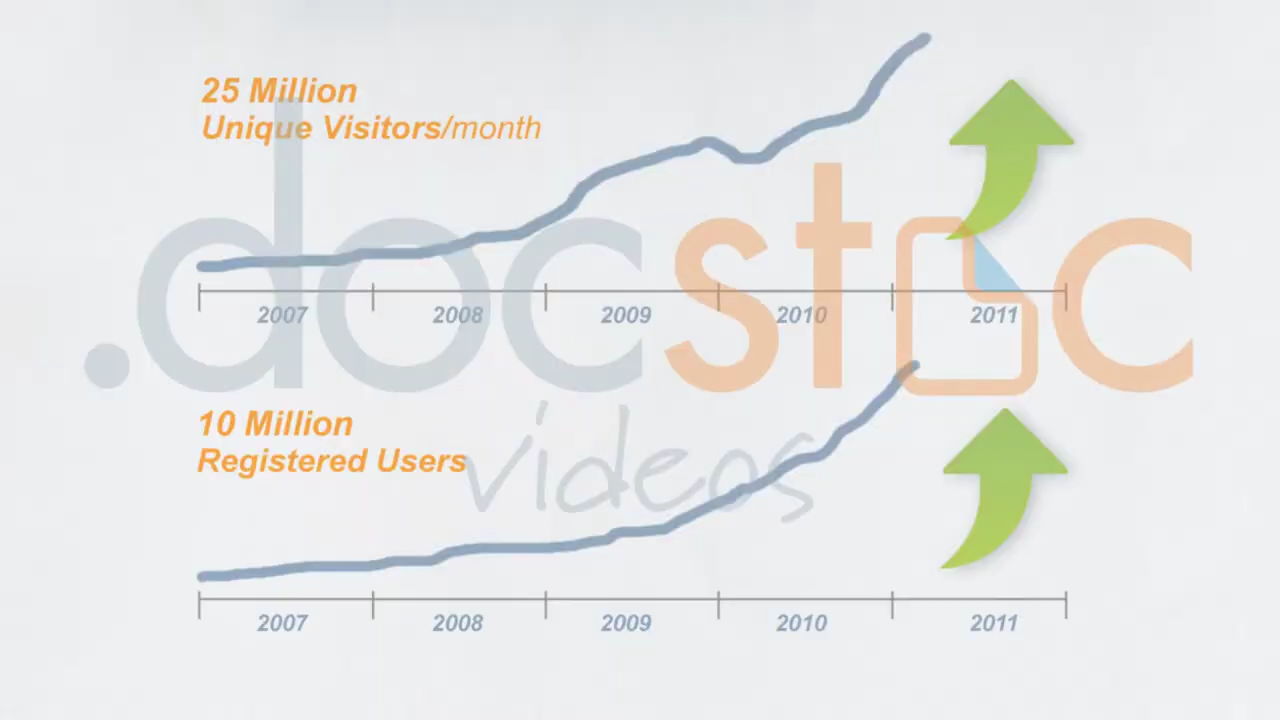 25 Million
Unique Visitors/month
2007 2008 2009 2010 2011
.docstoc
10 Million
Registered Users
videos
2007 2008 2009 2010 2011